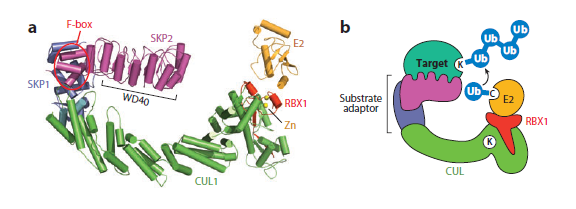 a
F-box
SKP2
E2
SKP1
WD40
RBX1
Zn
CUL1
b
Ub
Ub
Ub
Ub
Target
K
Ub
C
E2
Substrate
adaptor
RBX1
K
CUL